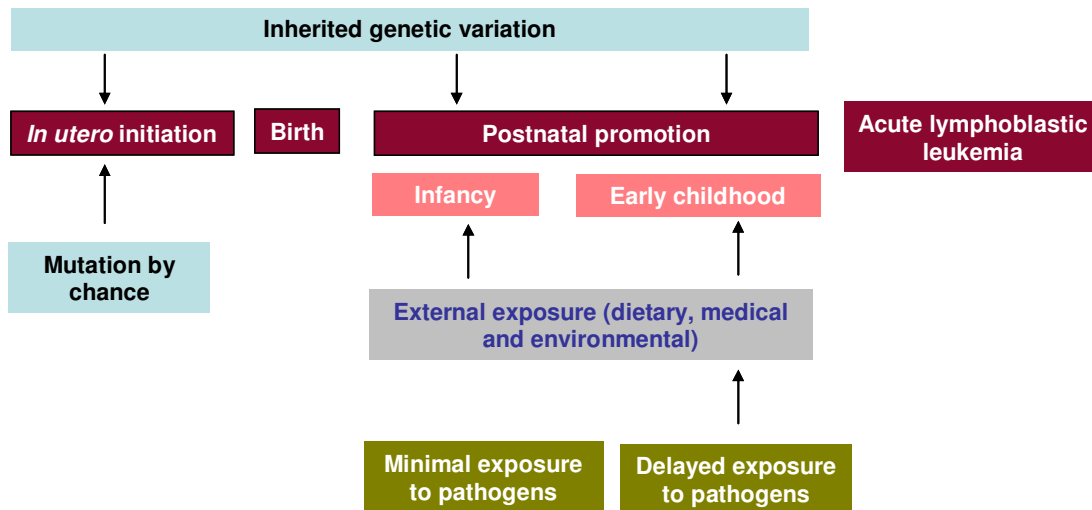 Inherited genetic variation
In utero initiation
Birth
Postnatal promotion
Acute lymphoblastic
leukemia
Infancy
Early childhood
Mutation by
chance
External exposure (dietary, medical
and environmental)
Minimal exposure
to pathogens
Delayed exposure
to pathogens